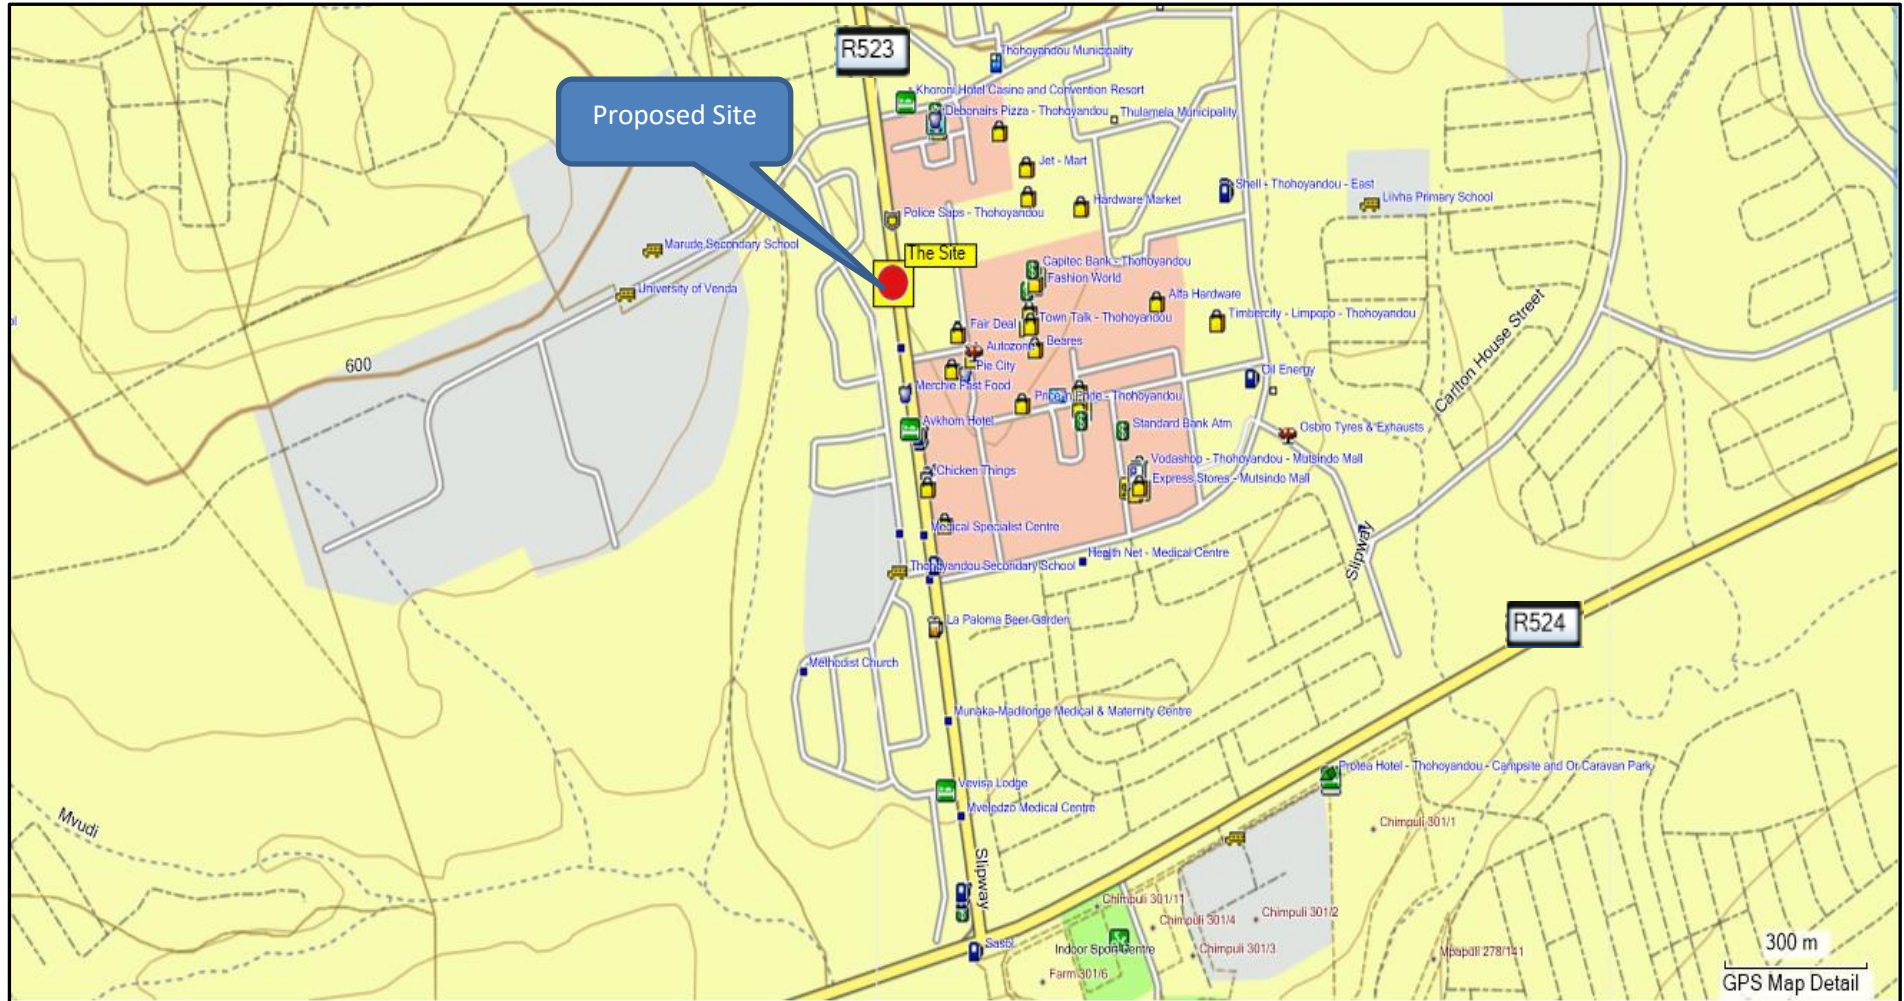 R523
Thohoyandou Municipality
Khoroni Hotel Casino and Convention Resort
Proposed Site
Debonairs Pizza - Thohoyandou
Thulamela Municipality
Jet - Mart
Shell - Thohoyandou - East
Livha Primary School
Hardware Market
Police Saps - Thohoyandou
Marude Secondary School
The Site
Capitec Bank - Thohoyandou
Fashion World
University of Venda
Alfa Hardware
Timbercity - Limpopo - Thohoyandou
Town Talk - Thohoyandou
Fair Deal
Autozone
Beares
600
Pie City
Oil Energy
Carlton House Street
Merchie Fast Food
Pride - Thohoyandou
Avkhom Hotel
Standard Bank Atm
Osbro Tyres & Exhausts
Vodashop - Thohoyandou - Mutsindo Mall
Chicken Things
Express Stores - Mutsindo Mall
Medical Specialist Centre
Slipway
Health Net - Medical Centre
Thohoyandou Secondary School
La Paloma Beer Garden
R524
Methodist Church
Munaka-Madilonge Medical & Maternity Centre
Protea Hotel - Thohoyandou - Campsite and Or Caravan Park
Vevisa Lodge
Mveledzo Medical Centre
Mvudi
Chimpuli 301/1
Slipway
Chimpuli 301/11
Chimpuli 301/4
Chimpuli 301/2
Sasol
Indoor Sport Centre
Chimpuli 301/3
Mpapuli 278/141
300 m
Farm 301/6
GPS Map Detail